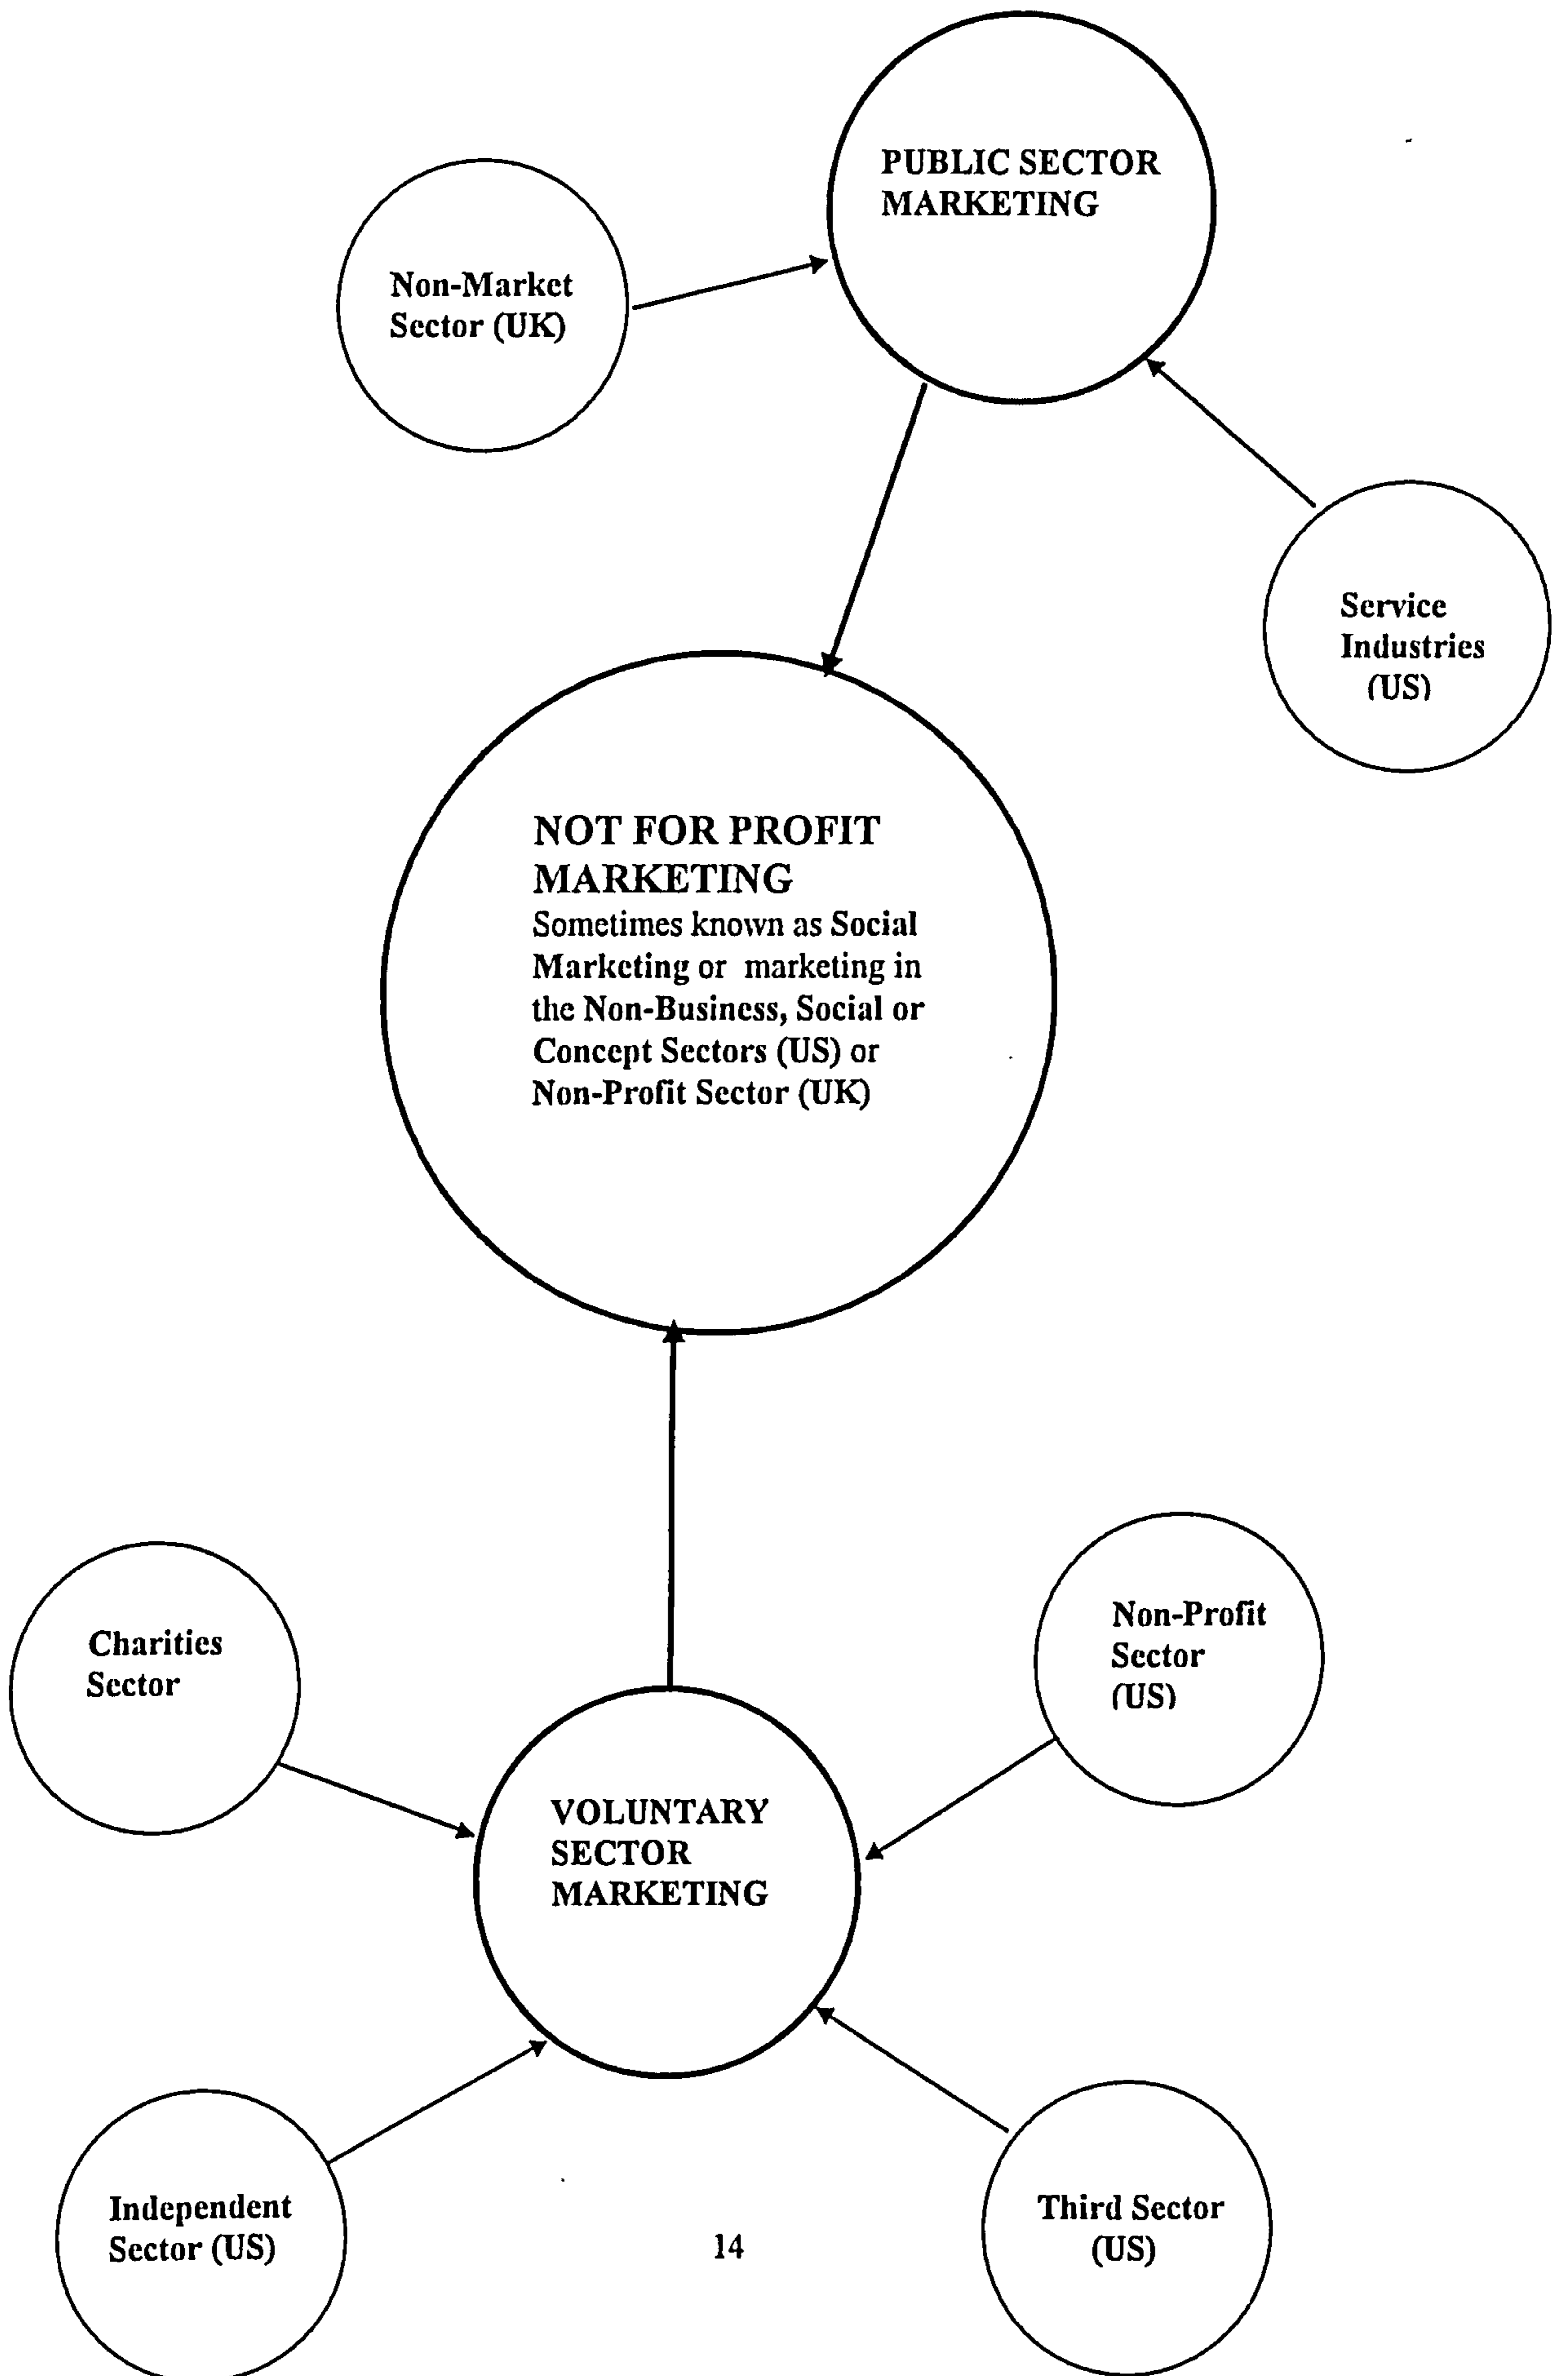 PUBLIC SECTOR
MARKETING
Non-Market
Sector (UK)
Service
Industries
(US)
NOT FOR PROFIT
MARKETING
Sometimes known as Social
Marketing or marketing in
the Non-Business, Social or
Concept Sectors (US) or
Non-Profit Sector (UK)
Charities
Sector
Non-Profit
Sector
(US)
VOLUNTARY
SECTOR
MARKETING
Independent
Sector (US)
Third Sector
(US)
14